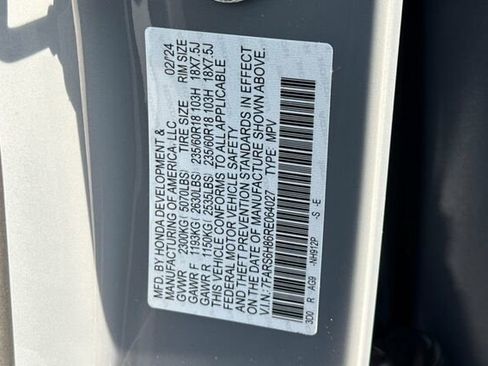 MFD. BY HONDA DEVELOPMENT & 02/'24
MANUFACTURING OF AMERICA, LLC
GAWR 2300KG( 5070LBS) TIRE SIZE RIM SIZE
GAWR F 1193KG( 2630LBS) 235/60R18 103H 18X7.5J
GAWR R 1150KG( 2535LBS) 235/60R18 103H 18X7.5J
THIS VEHICLE CONFORMS TO ALL APPLICABLE
FEDERAL MOTOR VEHICLE SAFETY
AND THEFT PREVENTION STANDARDS IN EFFECT
ON THE DATE OF MANUFACTURE SHOWN ABOVE.
V.I.N.: 7FARS6H86RE064027 TYPE: MPV
3D0 R AG9 -NH912P -S -E